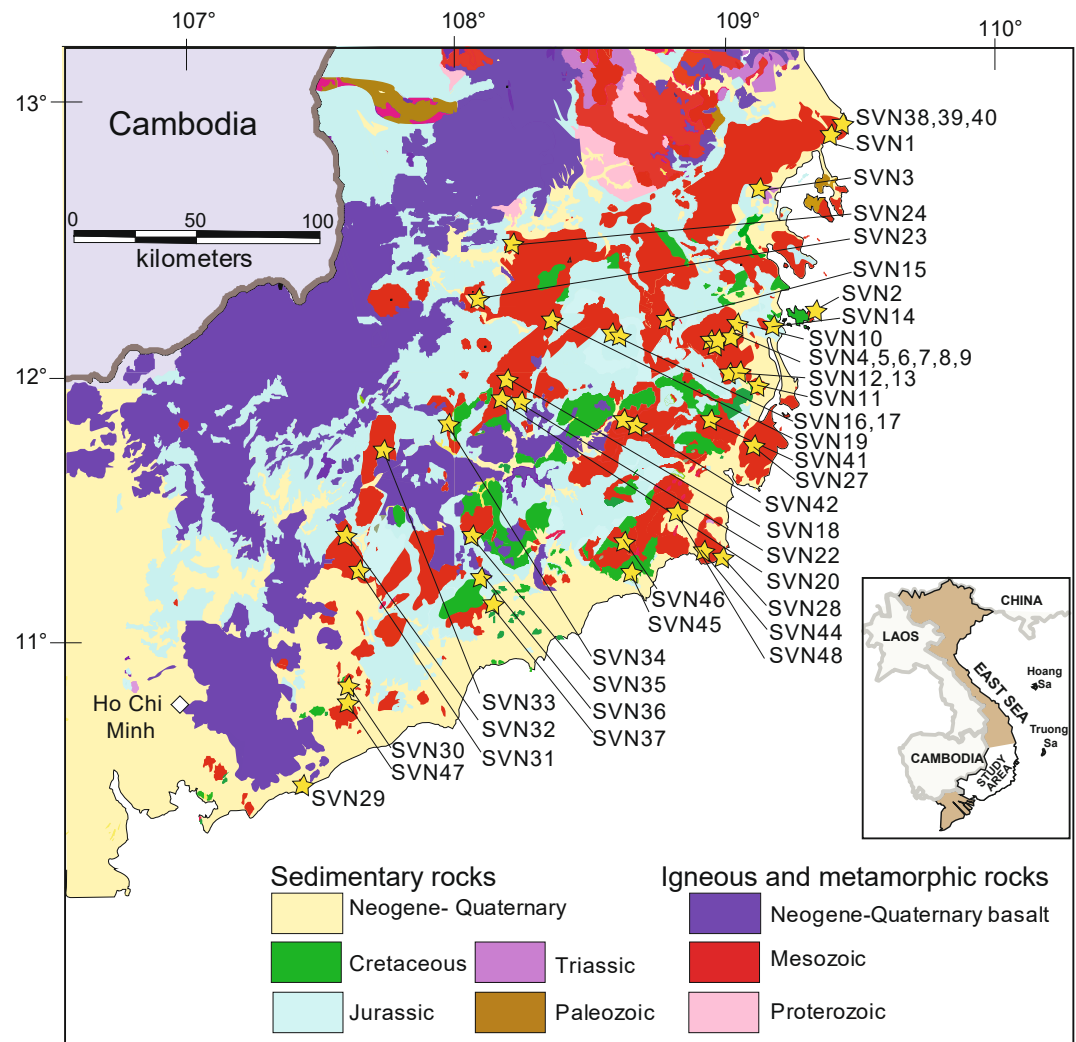 107°
108°
109°
110°
13°
12°
11°
Cambodia
0 50 100
kilometers
SVN38,39,40
SVN1
SVN3
SVN24
SVN23
SVN15
SVN2
SVN14
SVN10
SVN4,5,6,7,8,9
SVN12,13
SVN11
SVN16,17
SVN19
SVN41
SVN27
SVN42
SVN18
SVN22
SVN20
SVN28
SVN44
SVN48
SVN46
SVN45
SVN34
SVN35
SVN36
SVN37
SVN33
SVN32
SVN31
SVN30
SVN47
SVN29
Ho Chi
Minh
CHINA
LAOS
EAST SEA
Hoang
Sa
Truong
Sa
CAMBODIA
STUDY
AREA
Sedimentary rocks
Neogene- Quaternary
Cretaceous
Triassic
Jurassic
Paleozoic
Igneous and metamorphic rocks
Neogene-Quaternary basalt
Mesozoic
Proterozoic